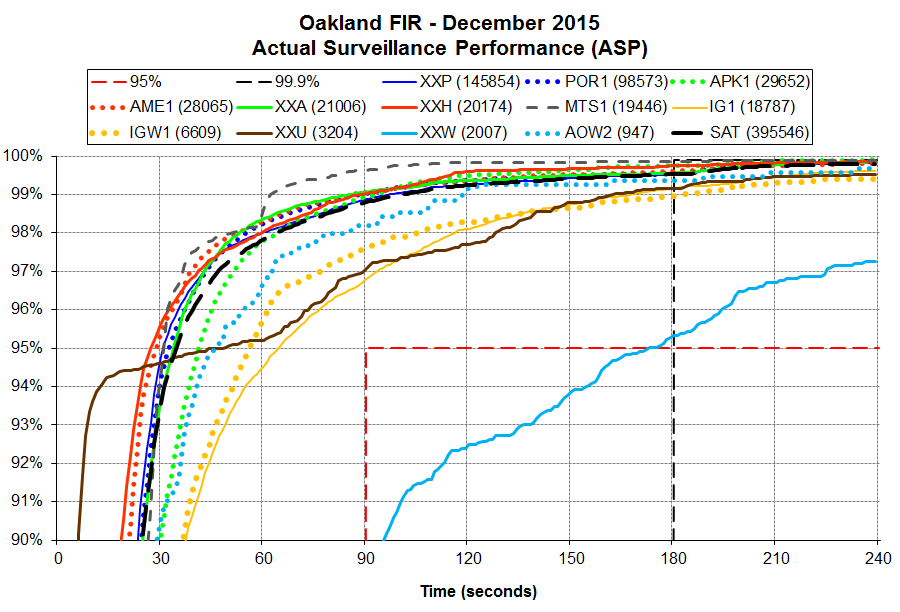 Oakland FIR - December 2015
Actual Surveillance Performance (ASP)
95% 99.9% XXP (145854) POR1 (98573) APK1 (29652)
AME1 (28065) XXA (21006) XXH (20174) MTS1 (19446) IG1 (18787)
IGW1 (6609) XXU (3204) XXW (2007) AOW2 (947) SAT (395546)
100%
99%
98%
97%
96%
95%
94%
93%
92%
91%
90%
0 30 60 90 120 150 180 210 240
Time (seconds)